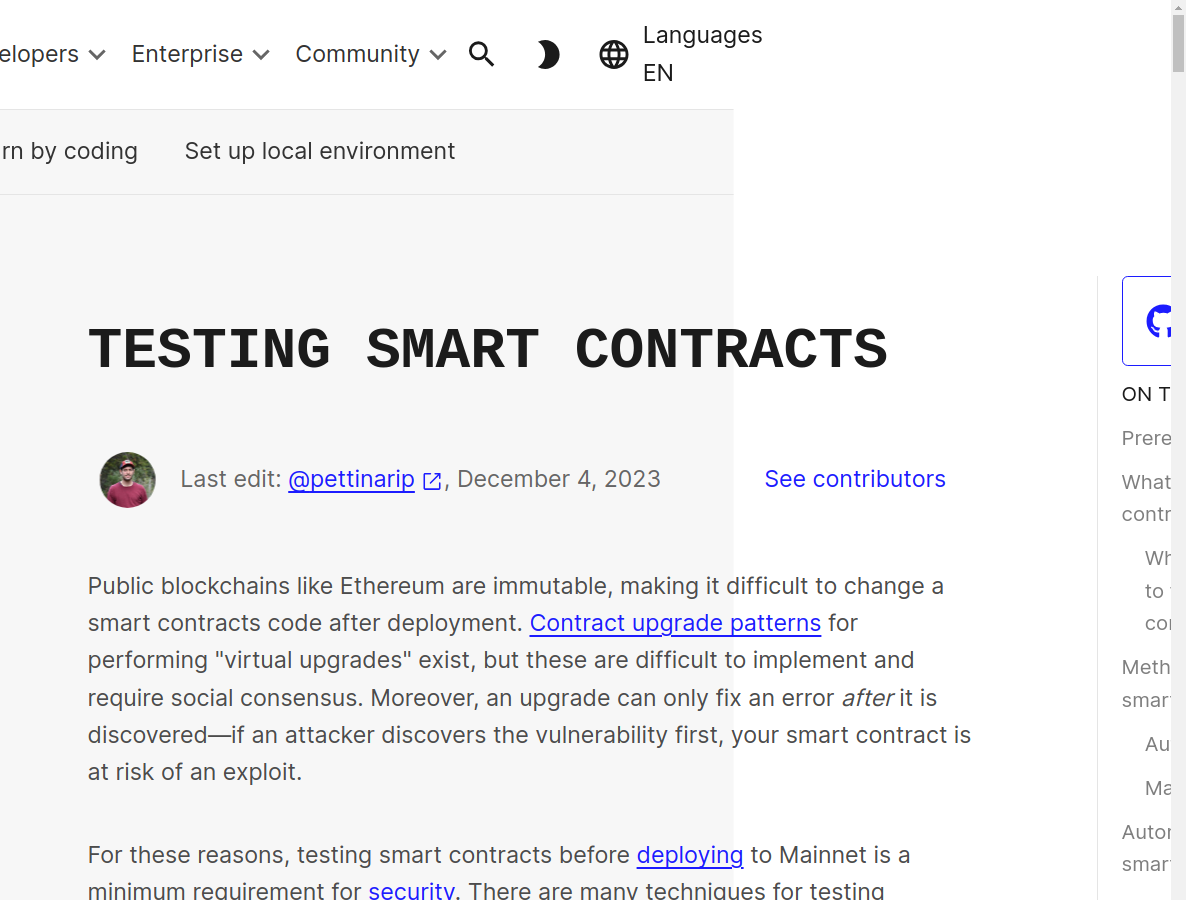 elopers Enterprise Community Languages
EN
rn by coding Set up local environment
TESTING SMART CONTRACTS
Last edit: @pettinarip, December 4, 2023 See contributors
Public blockchains like Ethereum are immutable, making it difficult to change a
smart contracts code after deployment. Contract upgrade patterns for
performing "virtual upgrades" exist, but these are difficult to implement and
require social consensus. Moreover, an upgrade can only fix an error after it is
discovered—if an attacker discovers the vulnerability first, your smart contract is
at risk of an exploit.
For these reasons, testing smart contracts before deploying to Mainnet is a
minimum requirement for security. There are many techniques for testing
ON T
Prere
What
contr
Wh
to
con
Meth
smar
Au
Ma
Autor
smar